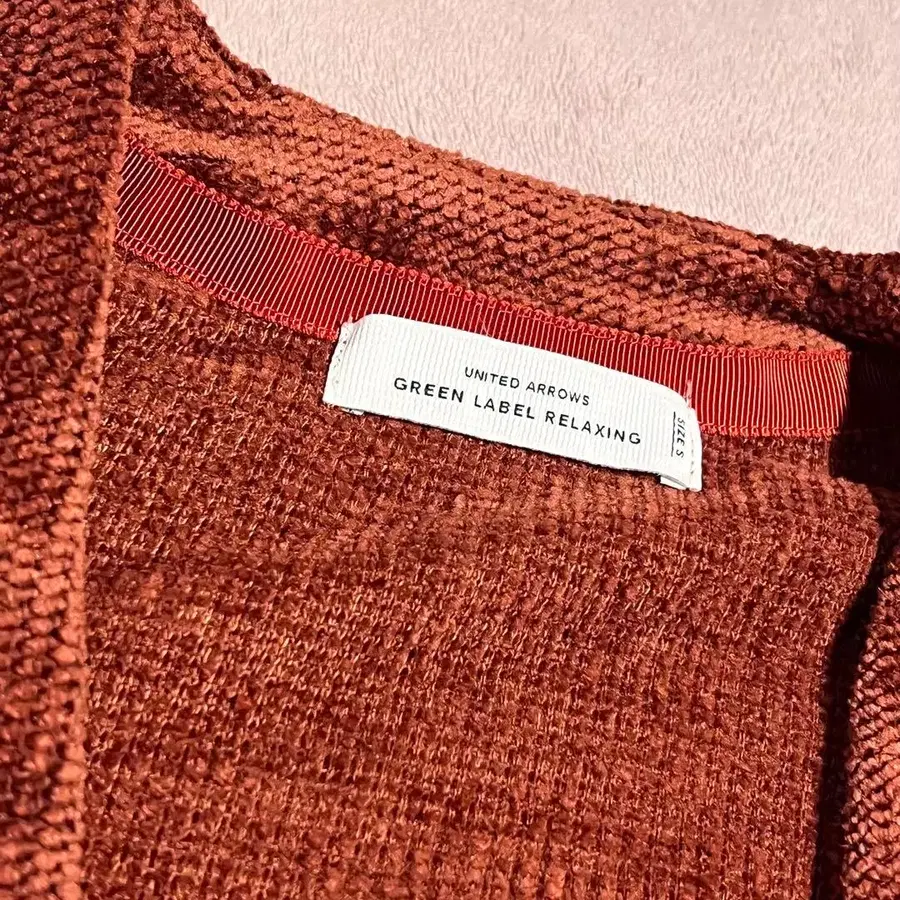 UNITED ARROWS
GREEN LABEL RELAXING
SIZE S